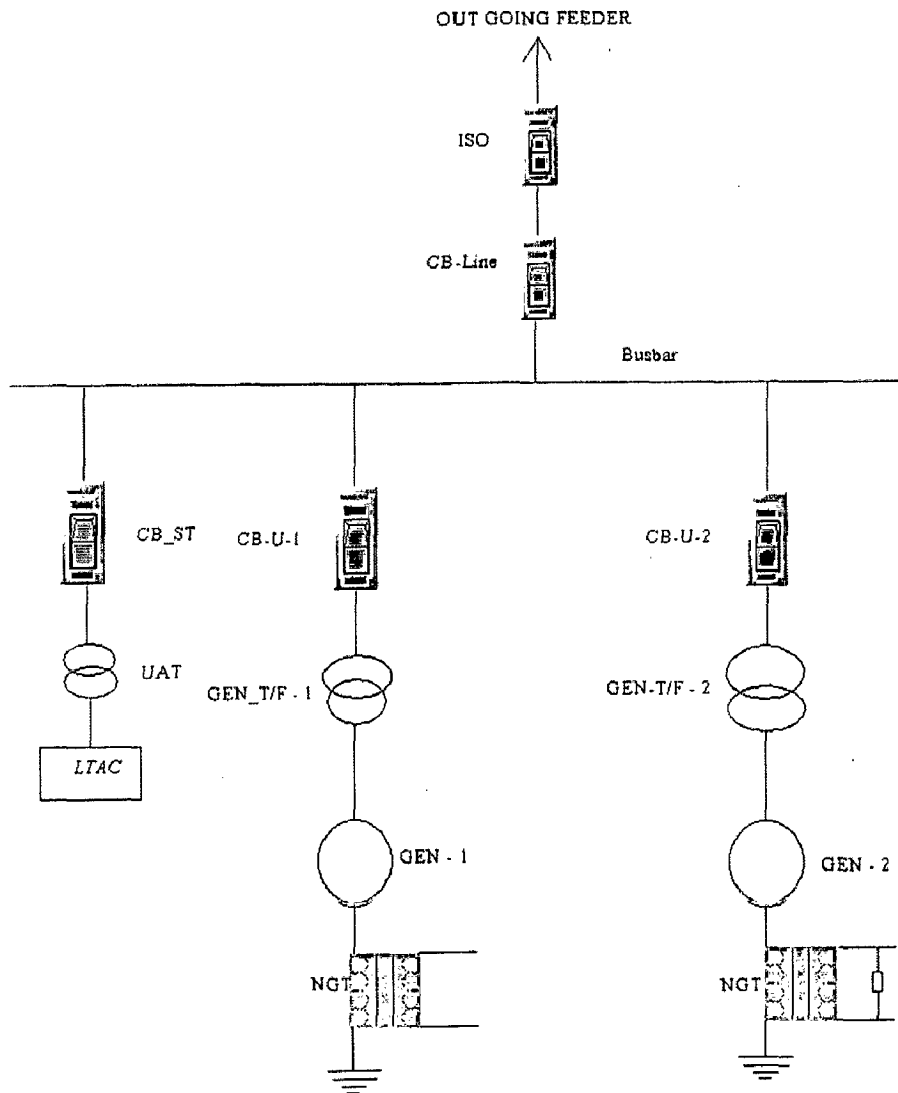 OUT GOING FEEDER
ISO
CB-Line
Busbar
CB_ST
CB-U-1
CB-U-2
UAT
GEN_T/F - 1
GEN-T/F - 2
LTAC
GEN - 1
GEN - 2
NGT
NGT